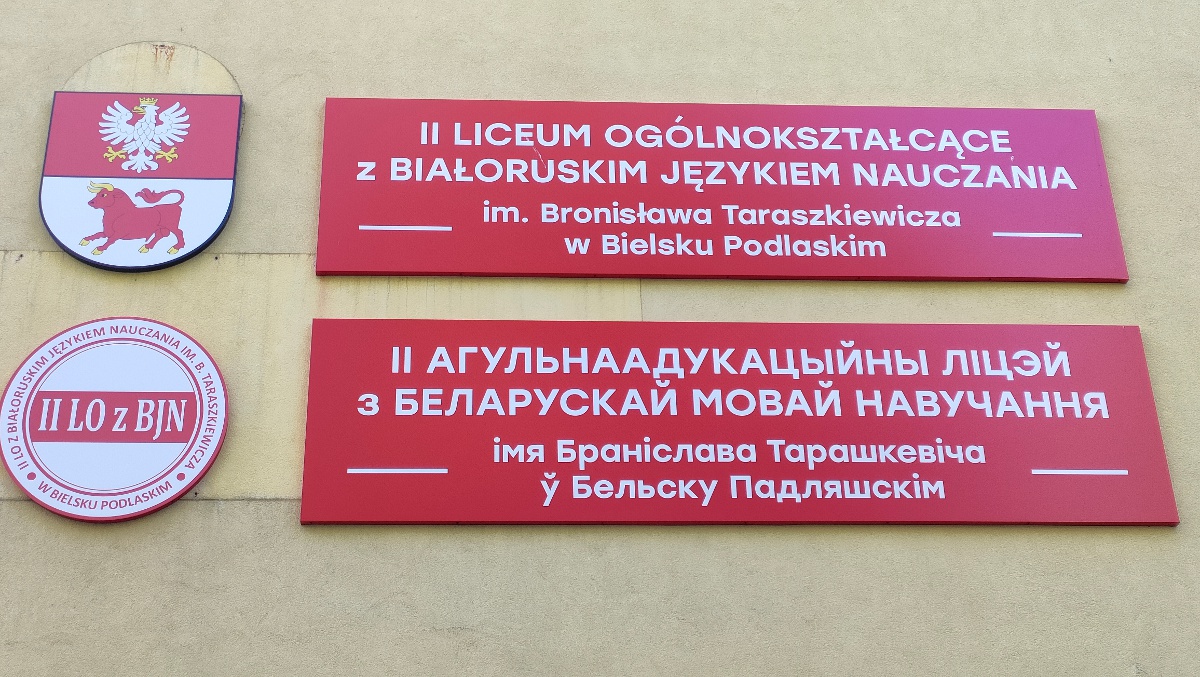 II LICEUM OGÓLNOKSZTAŁCĄCE
z BIAŁORUSKIM JĘZYKIEM NAUCZANIA
im. Bronisława Taraszkiewicza
w Bielsku Podlaskim
II LO z BIAŁORUSKIM JĘZYKIEM NAUCZANIA IM. B. TARASZKIEWICZA
II LO z BJN
W BIELSKU PODLASKIM
II АГУЛЬНААДУКАЦЫЙНЫ ЛІЦЭЙ
з БЕЛАРУСКАЙ МОВАЙ НАВУЧАННЯ
імя Браніслава Тарашкевіча
ў Бельску Падляшскім